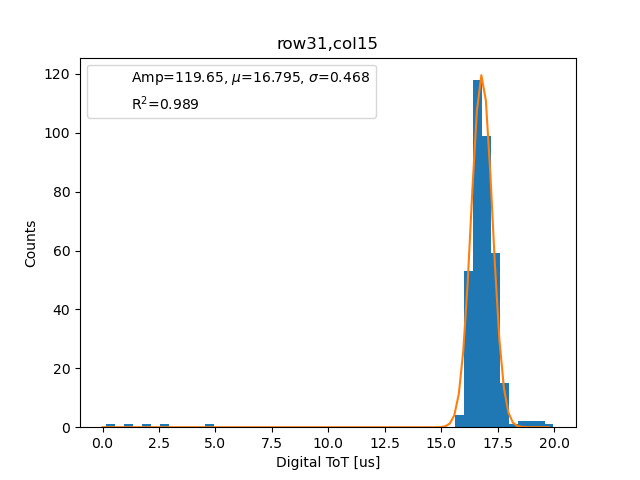 row31,col15
Amp=119.65, μ=16.795, σ=0.468
R²=0.989
120
100
80
60
40
20
0
Counts
0.0 2.5 5.0 7.5 10.0 12.5 15.0 17.5 20.0
Digital ToT [us]